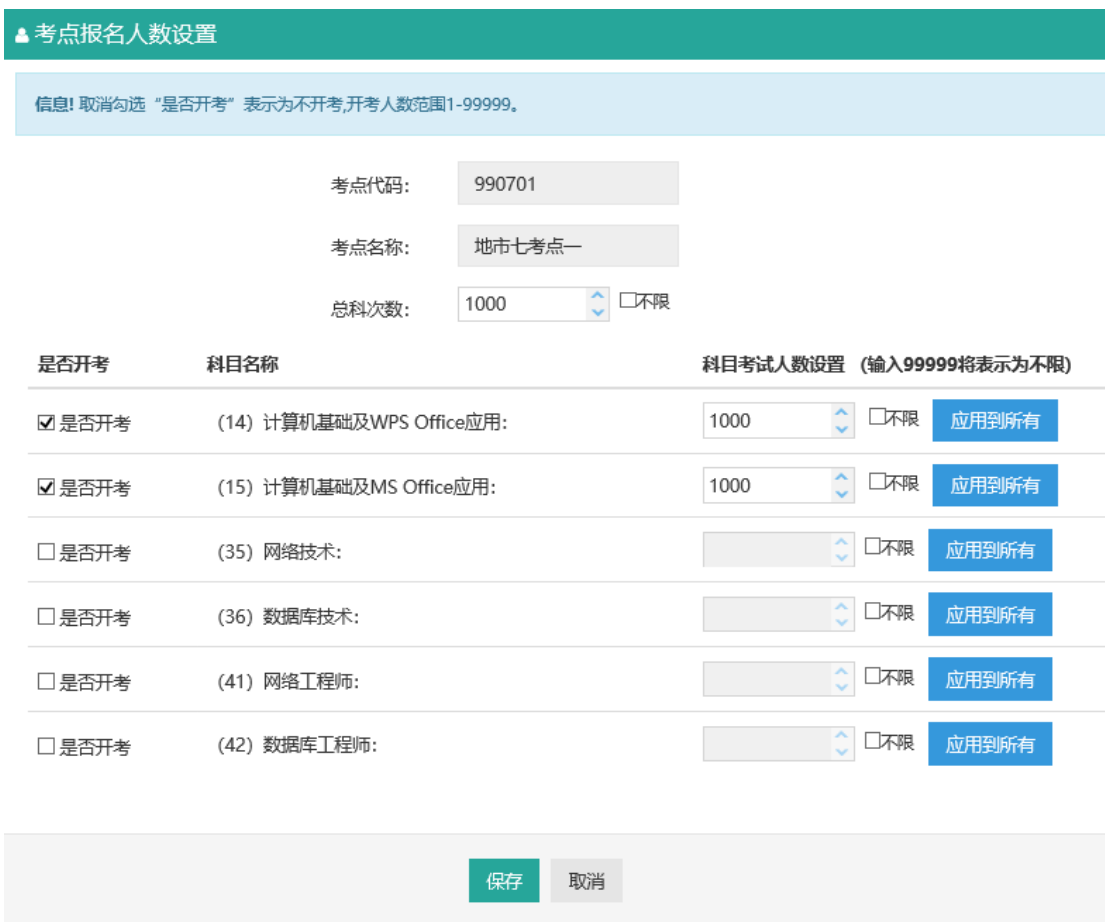 考点报名人数设置
信息! 取消勾选“是否开考”表示为不开考,开考人数范围1-99999。
考点代码: 990701
考点名称: 地市七考点一
总科次数: 1000 不限
是否开考 科目名称 科目考试人数设置 (输入99999将表示为不限)
是否开考 (14) 计算机基础及WPS Office应用: 1000 不限 应用到所有
是否开考 (15) 计算机基础及MS Office应用: 1000 不限 应用到所有
是否开考 (35) 网络技术: 不限 应用到所有
是否开考 (36) 数据库技术: 不限 应用到所有
是否开考 (41) 网络工程师: 不限 应用到所有
是否开考 (42) 数据库工程师: 不限 应用到所有
保存 取消